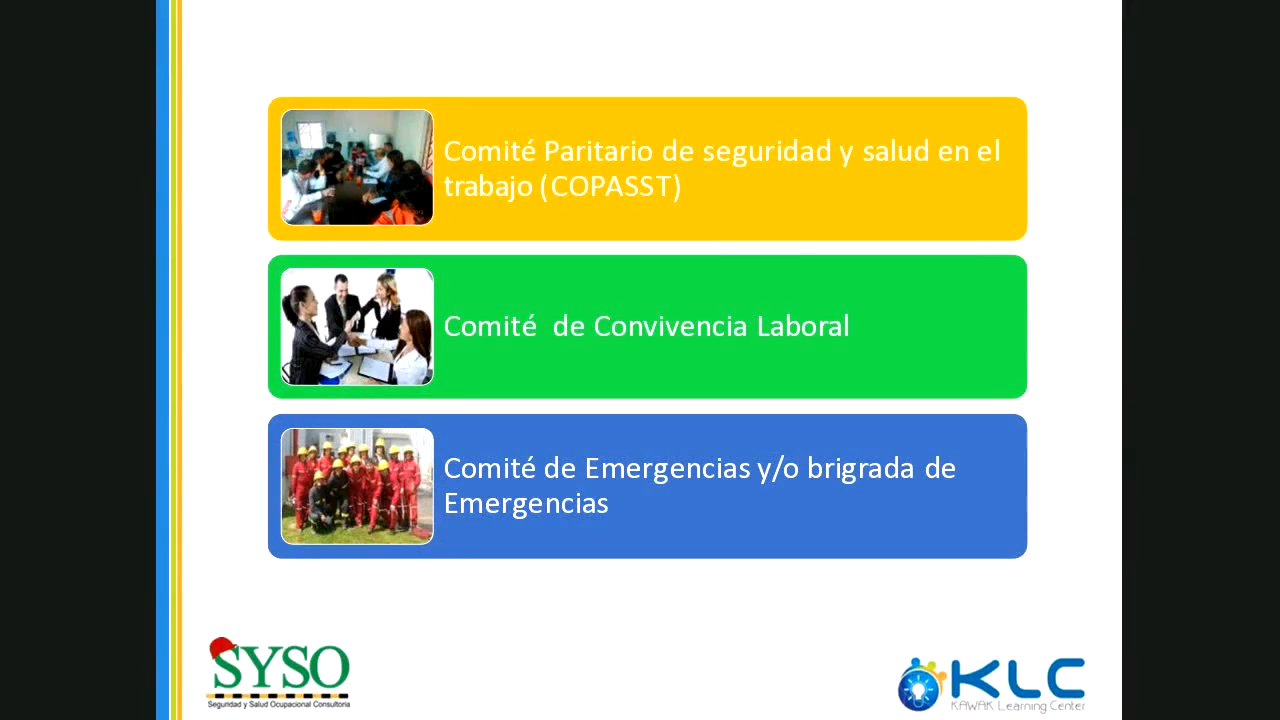 Comité Paritario de seguridad y salud en el
trabajo (COPASST)
Comité  de Convivencia Laboral
Comité de Emergencias y/o brigrada de
Emergencias
SYSO
Seguridad y Salud Ocupacional Consultoria
KLC
KAWAK Learning Center